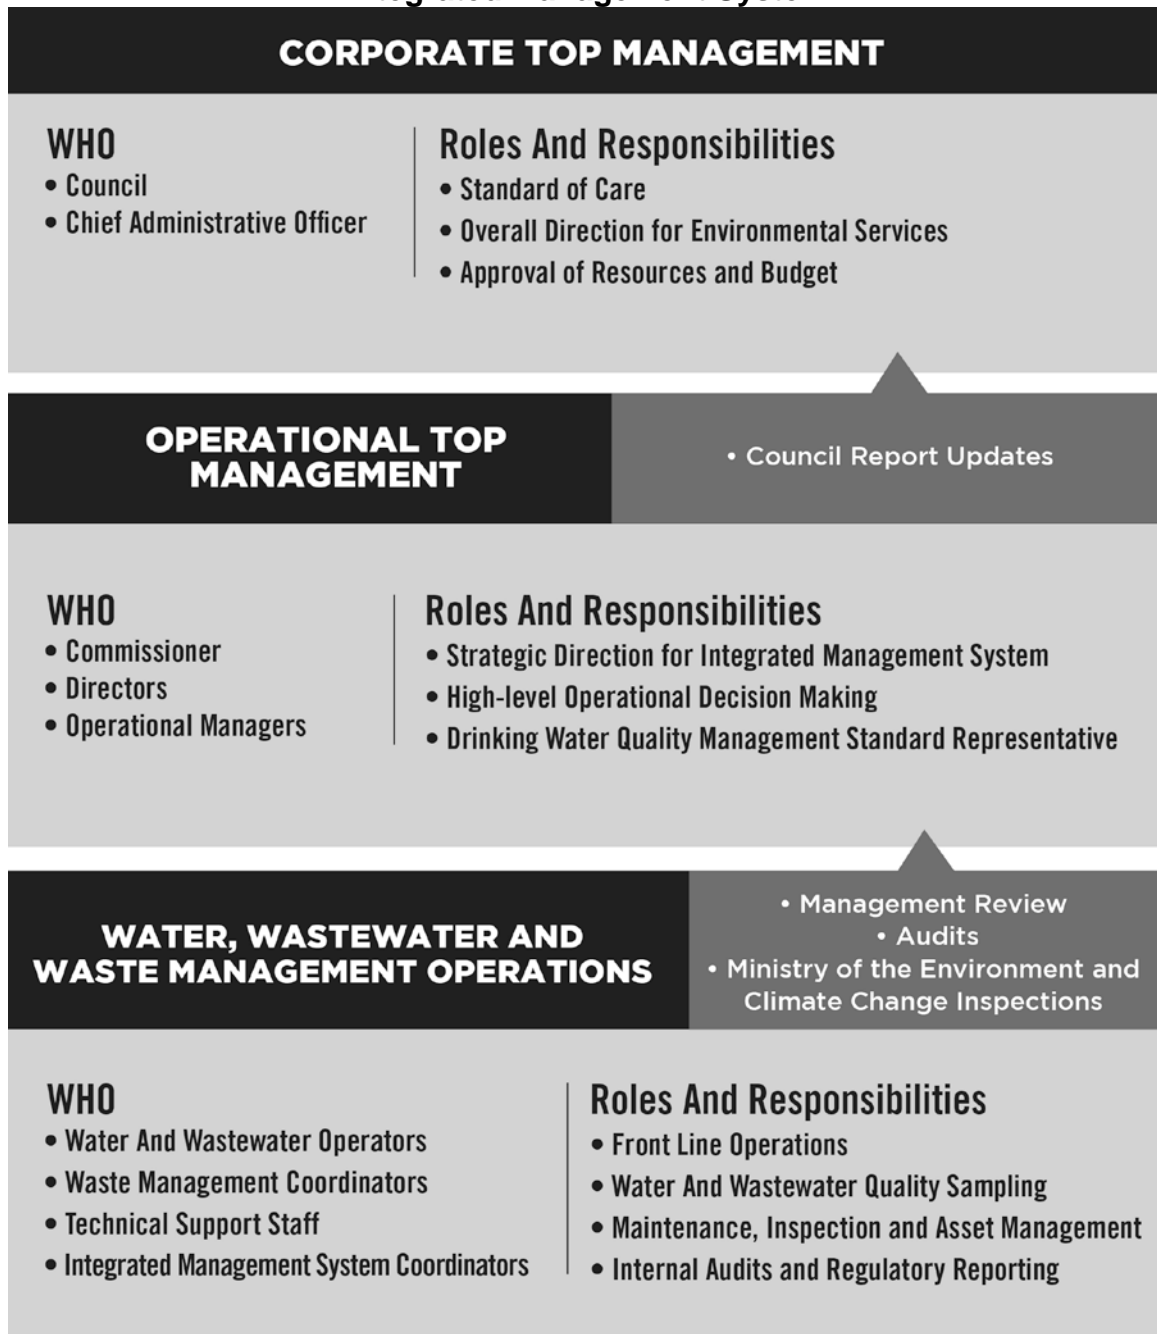 CORPORATE TOP MANAGEMENT
WHO
• Council
• Chief Administrative Officer
Roles And Responsibilities
• Standard of Care
• Overall Direction for Environmental Services
• Approval of Resources and Budget
OPERATIONAL TOP
MANAGEMENT
• Council Report Updates
WHO
• Commissioner
• Directors
• Operational Managers
Roles And Responsibilities
• Strategic Direction for Integrated Management System
• High-level Operational Decision Making
• Drinking Water Quality Management Standard Representative
WATER, WASTEWATER AND
WASTE MANAGEMENT OPERATIONS
• Management Review
• Audits
• Ministry of the Environment and
Climate Change Inspections
WHO
• Water And Wastewater Operators
• Waste Management Coordinators
• Technical Support Staff
• Integrated Management System Coordinators
Roles And Responsibilities
• Front Line Operations
• Water And Wastewater Quality Sampling
• Maintenance, Inspection and Asset Management
• Internal Audits and Regulatory Reporting